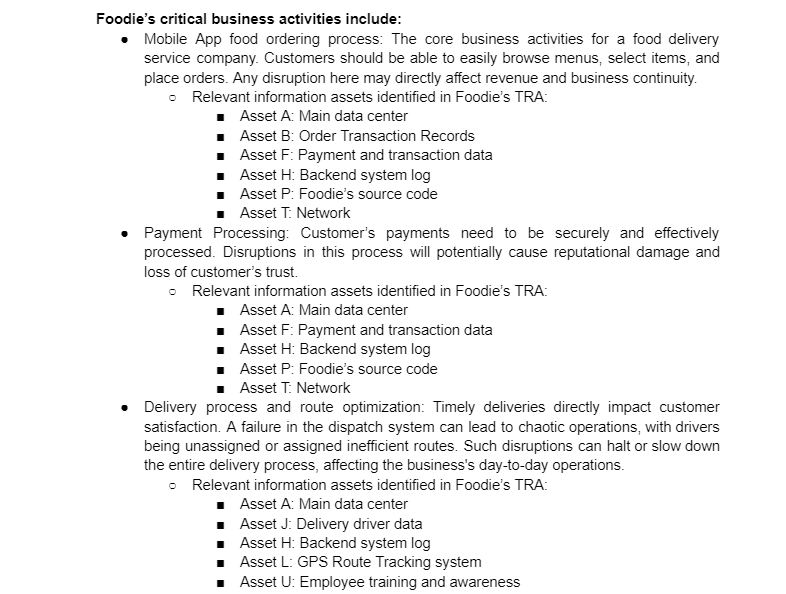 Foodie's critical business activities include:
● Mobile App food ordering process: The core business activities for a food delivery
service company. Customers should be able to easily browse menus, select items, and
place orders. Any disruption here may directly affect revenue and business continuity.
○ Relevant information assets identified in Foodie's TRA:
■ Asset A: Main data center
■ Asset B: Order Transaction Records
■ Asset F: Payment and transaction data
■ Asset H: Backend system log
■ Asset P: Foodie's source code
■ Asset T: Network
● Payment Processing: Customer's payments need to be securely and effectively
processed. Disruptions in this process will potentially cause reputational damage and
loss of customer's trust.
○ Relevant information assets identified in Foodie's TRA:
■ Asset A: Main data center
■ Asset F: Payment and transaction data
■ Asset H: Backend system log
■ Asset P: Foodie's source code
■ Asset T: Network
● Delivery process and route optimization: Timely deliveries directly impact customer
satisfaction. A failure in the dispatch system can lead to chaotic operations, with drivers
being unassigned or assigned inefficient routes. Such disruptions can halt or slow down
the entire delivery process, affecting the business's day-to-day operations.
○ Relevant information assets identified in Foodie's TRA:
■ Asset A: Main data center
■ Asset J: Delivery driver data
■ Asset H: Backend system log
■ Asset L: GPS Route Tracking system
■ Asset U: Employee training and awareness